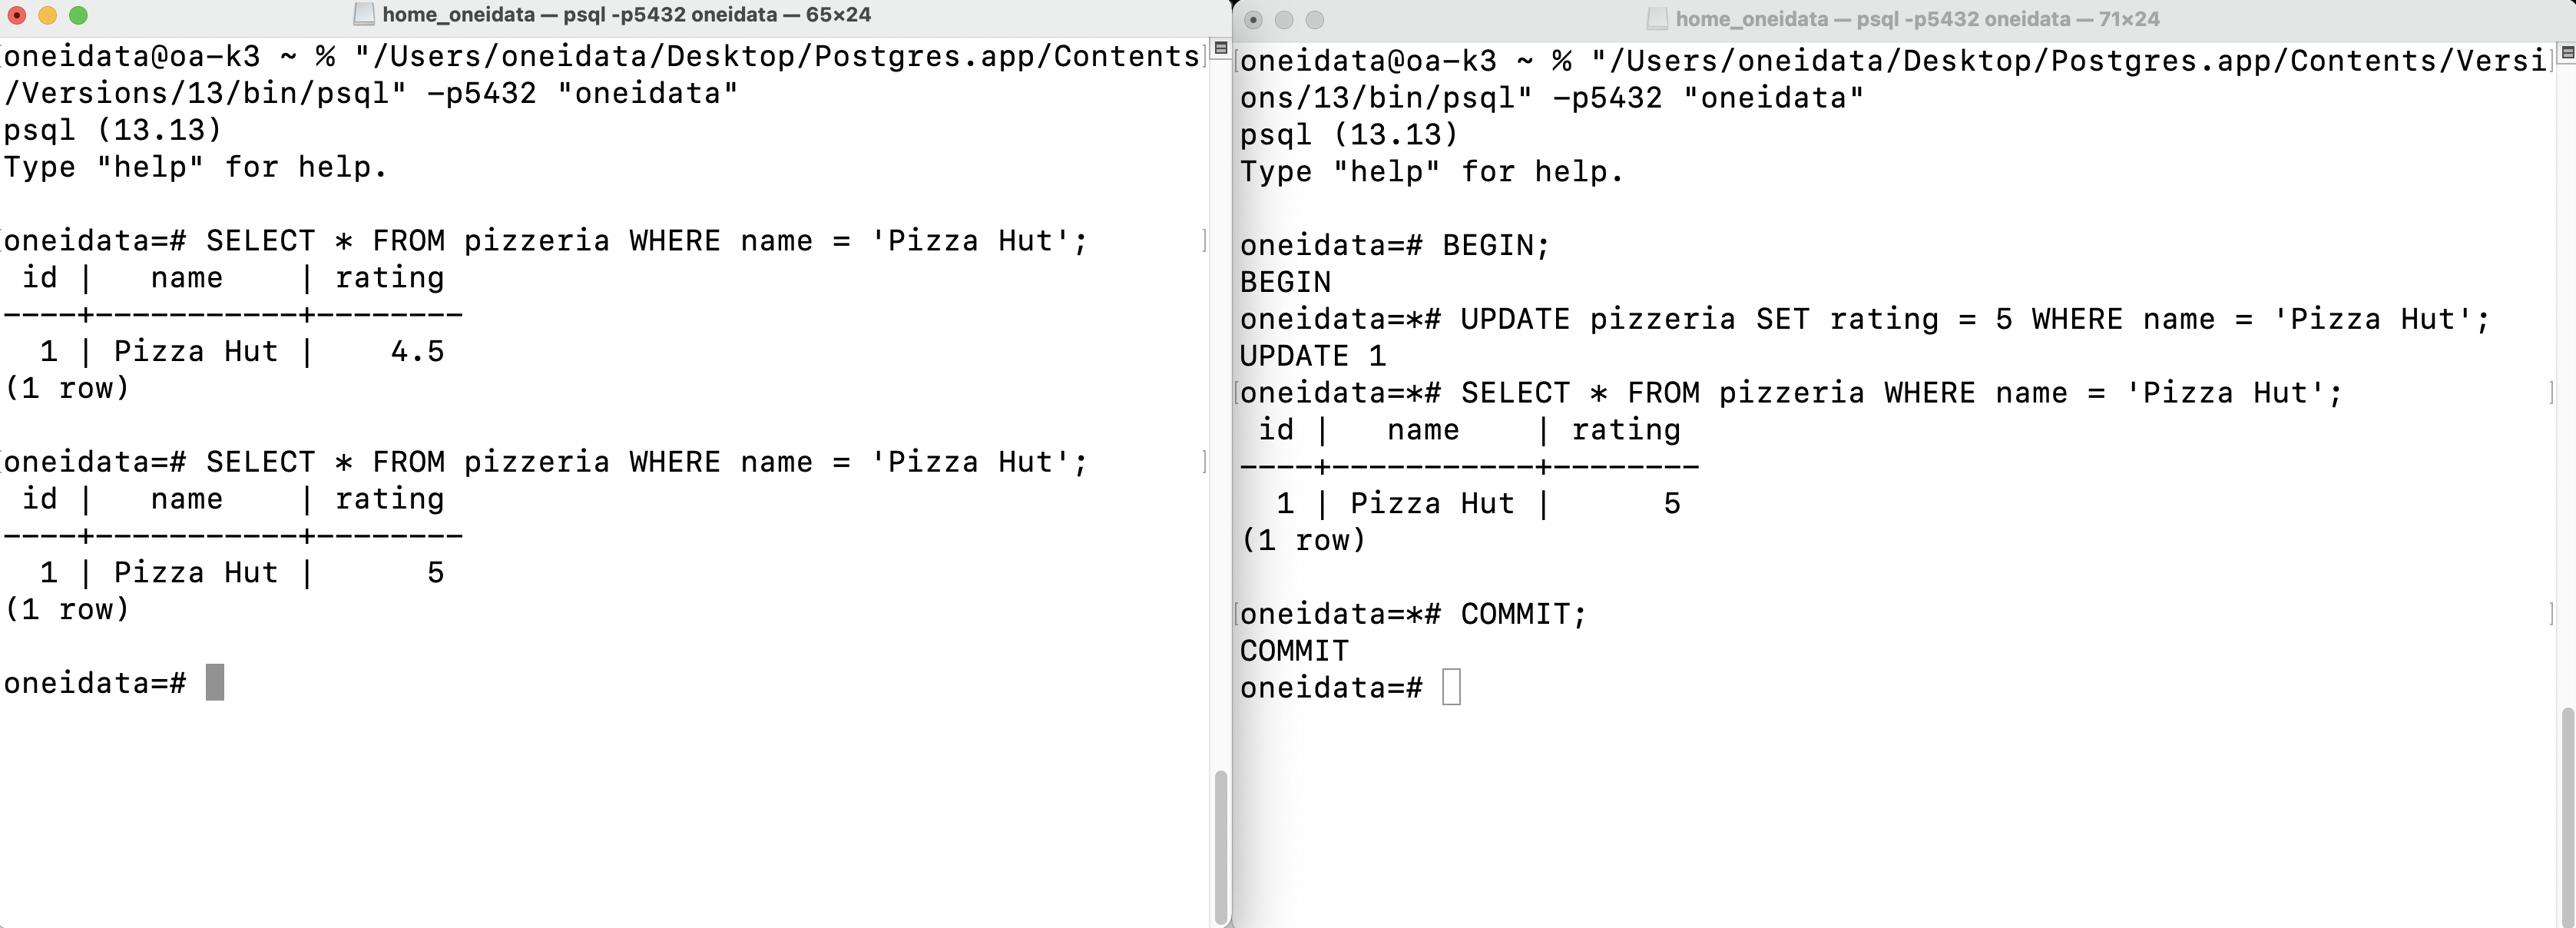 home_oneidata — psql -p5432 oneidata — 65×24
oneidata@oa-k3 ~ % "/Users/oneidata/Desktop/Postgres.app/Contents
/Versions/13/bin/psql" -p5432 "oneidata"
psql (13.13)
Type "help" for help.
oneidata=# SELECT * FROM pizzeria WHERE name = 'Pizza Hut';
 id |   name    | rating
----+-----------+--------
  1 | Pizza Hut |    4.5
(1 row)
oneidata=# SELECT * FROM pizzeria WHERE name = 'Pizza Hut';
 id |   name    | rating
----+-----------+--------
  1 | Pizza Hut |      5
(1 row)
oneidata=#
home_oneidata — psql -p5432 oneidata — 71×24
oneidata@oa-k3 ~ % "/Users/oneidata/Desktop/Postgres.app/Contents/Versi
ons/13/bin/psql" -p5432 "oneidata"
psql (13.13)
Type "help" for help.
oneidata=# BEGIN;
BEGIN
oneidata=*# UPDATE pizzeria SET rating = 5 WHERE name = 'Pizza Hut';
UPDATE 1
oneidata=*# SELECT * FROM pizzeria WHERE name = 'Pizza Hut';
 id |   name    | rating
----+-----------+--------
  1 | Pizza Hut |      5
(1 row)
oneidata=*# COMMIT;
COMMIT
oneidata=#